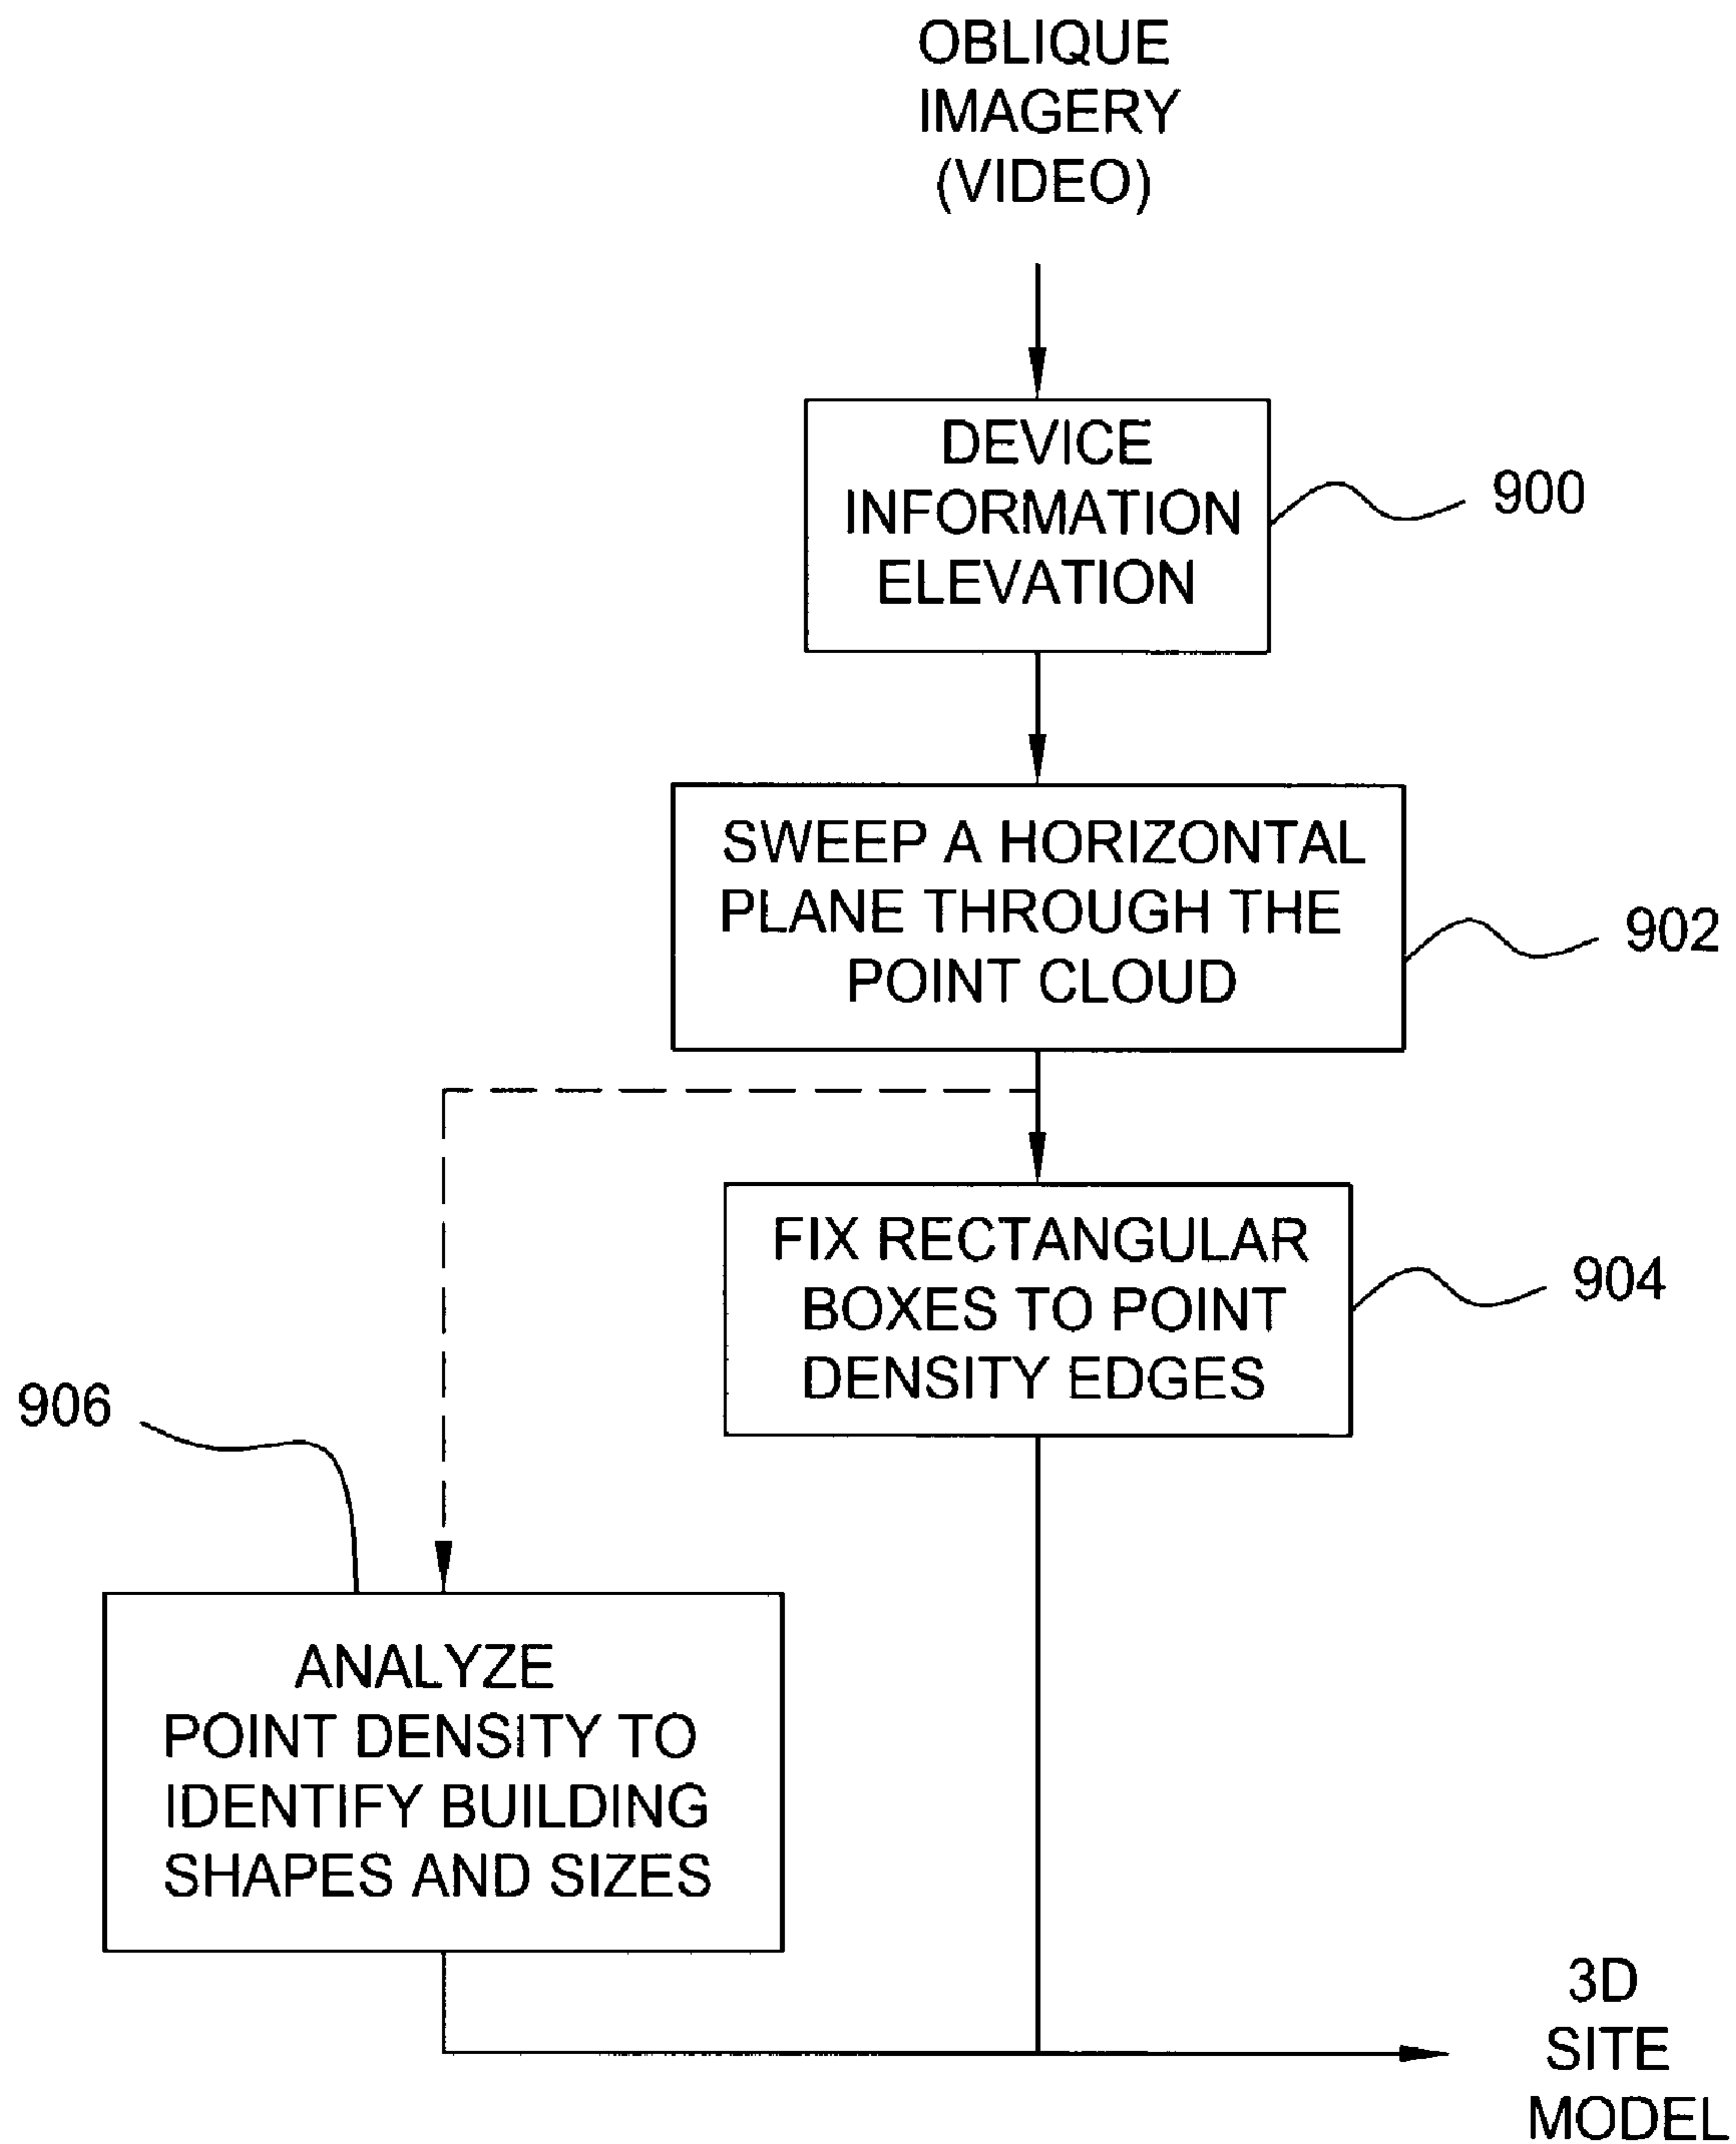 OBLIQUE
IMAGERY
(VIDEO)
DEVICE
INFORMATION
ELEVATION
900
SWEEP A HORIZONTAL
PLANE THROUGH THE
POINT CLOUD
902
FIX RECTANGULAR
BOXES TO POINT
DENSITY EDGES
904
906
ANALYZE
POINT DENSITY TO
IDENTIFY BUILDING
SHAPES AND SIZES
3D
SITE
MODEL